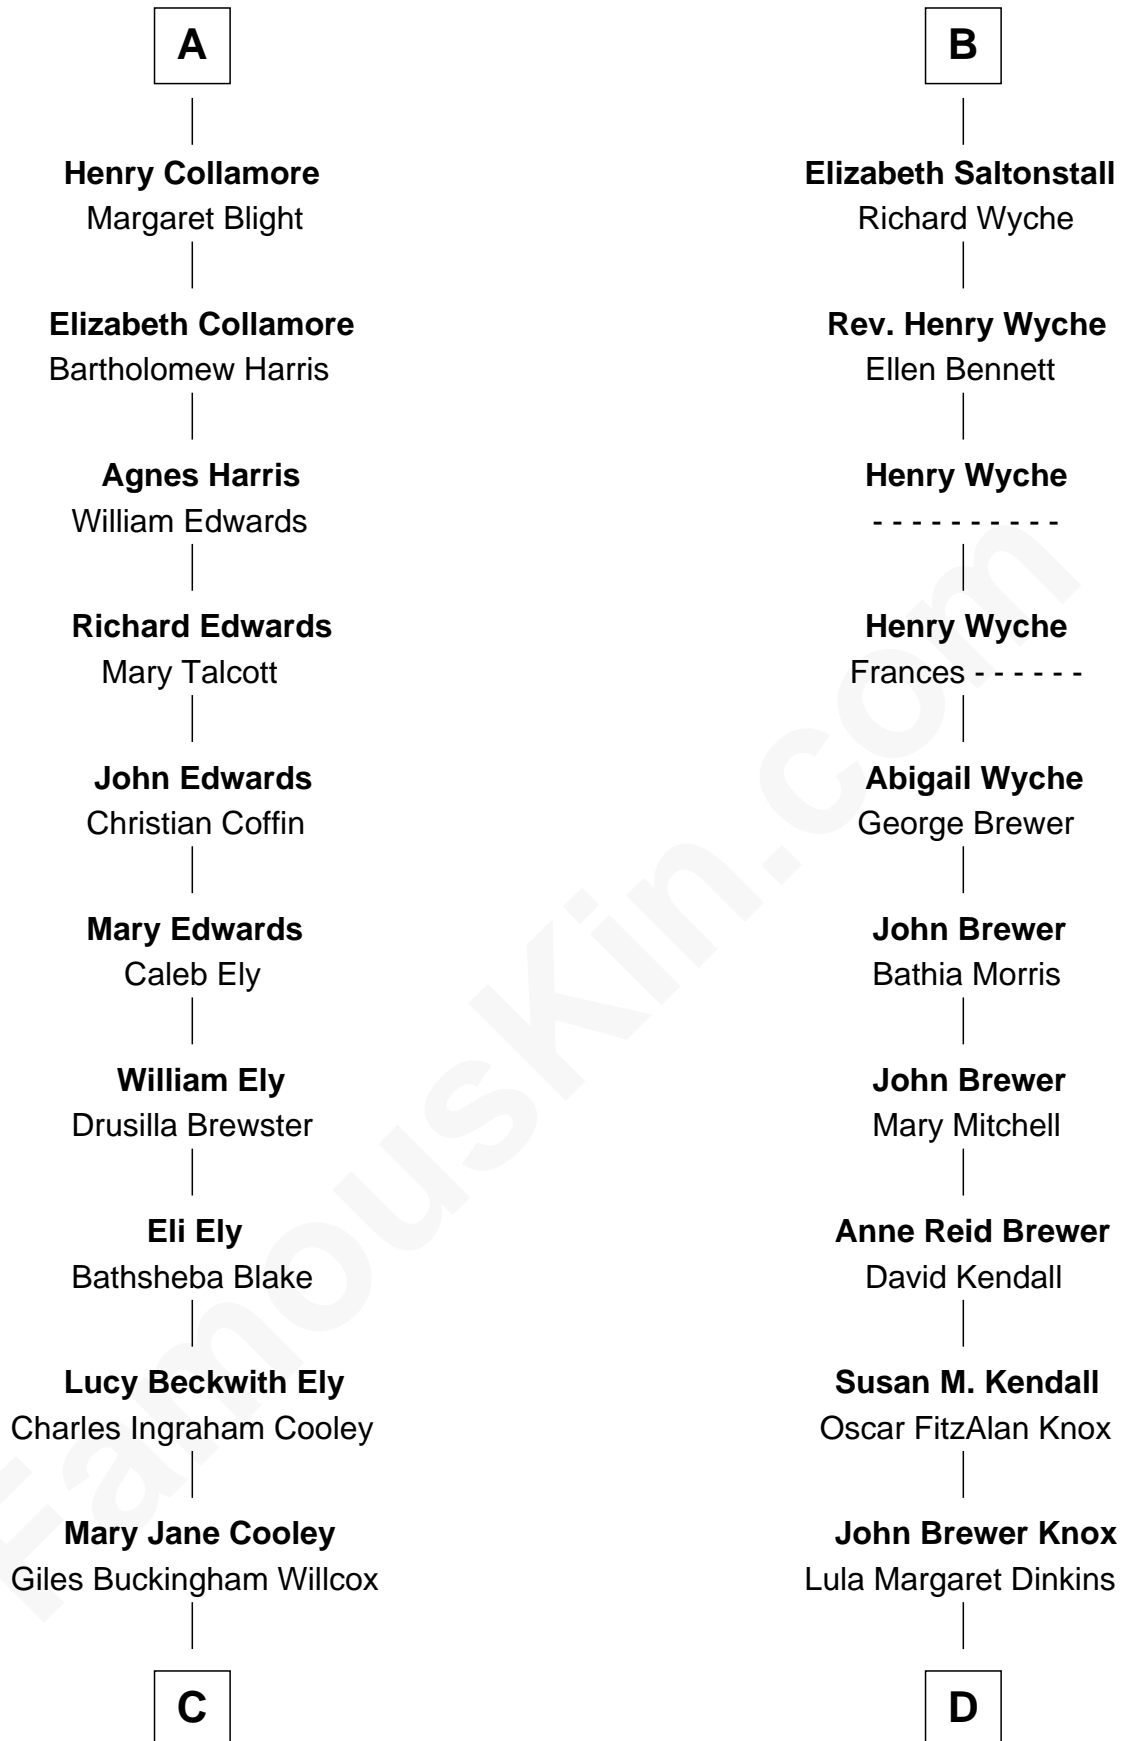 A
Henry Collamore
Margaret Blight
Elizabeth Collamore
Bartholomew Harris
Agnes Harris
William Edwards
Richard Edwards
Mary Talcott
John Edwards
Christian Coffin
Mary Edwards
Caleb Ely
William Ely
Drusilla Brewster
Eli Ely
Bathsheba Blake
Lucy Beckwith Ely
Charles Ingraham Cooley
Mary Jane Cooley
Giles Buckingham Willcox
C
B
Elizabeth Saltonstall
Richard Wyche
Rev. Henry Wyche
Ellen Bennett
Henry Wyche
- - - - - - - - - -
Henry Wyche
Frances - - - - - -
Abigail Wyche
George Brewer
John Brewer
Bathia Morris
John Brewer
Mary Mitchell
Anne Reid Brewer
David Kendall
Susan M. Kendall
Oscar FitzAlan Knox
John Brewer Knox
Lula Margaret Dinkins
D
FamousKin.com